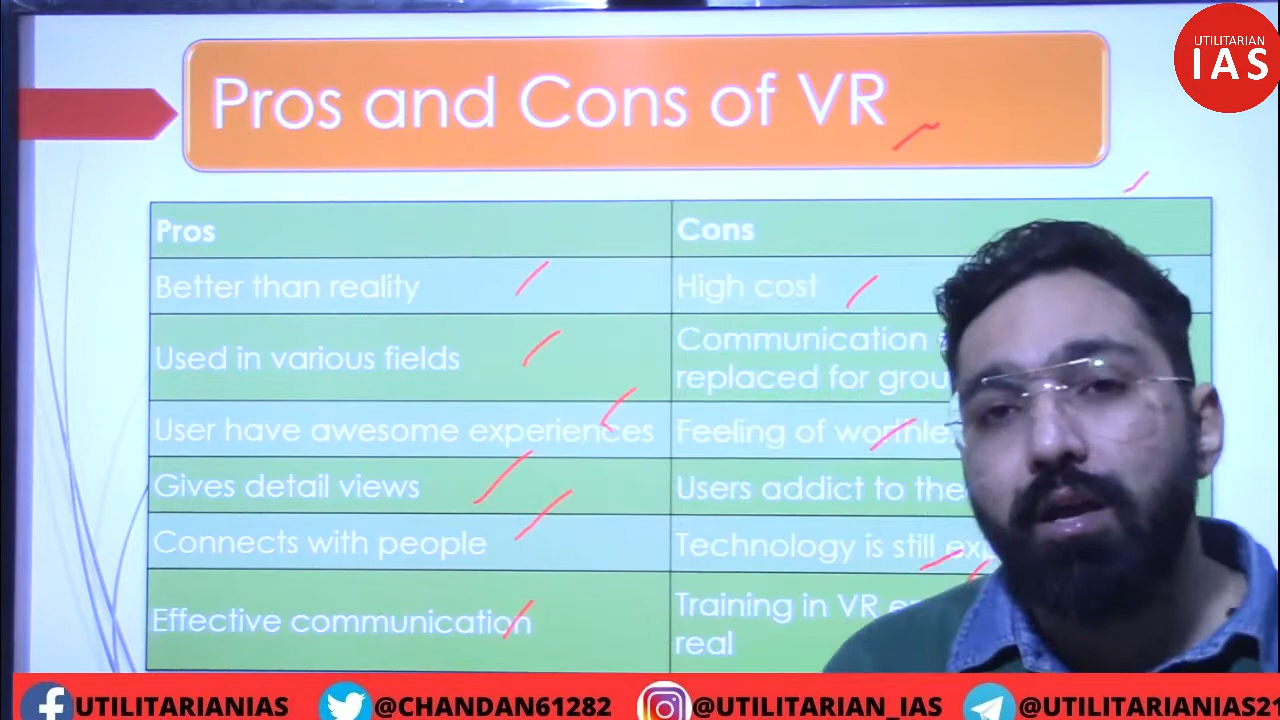 UTILITARIAN
IAS
Pros and Cons of VR
Pros
Cons
Better than reality
High cost
Used in various fields
Communication
replaced for
User have awesome experiences
Feeling of
Gives detail views
Users addict to
Connects with people
Technology is still
Effective communication
Training in VR
real
UTILITARIANIAS
@CHANDAN61282
@UTILITARIAN_IAS
@UTILITARIANIAS21